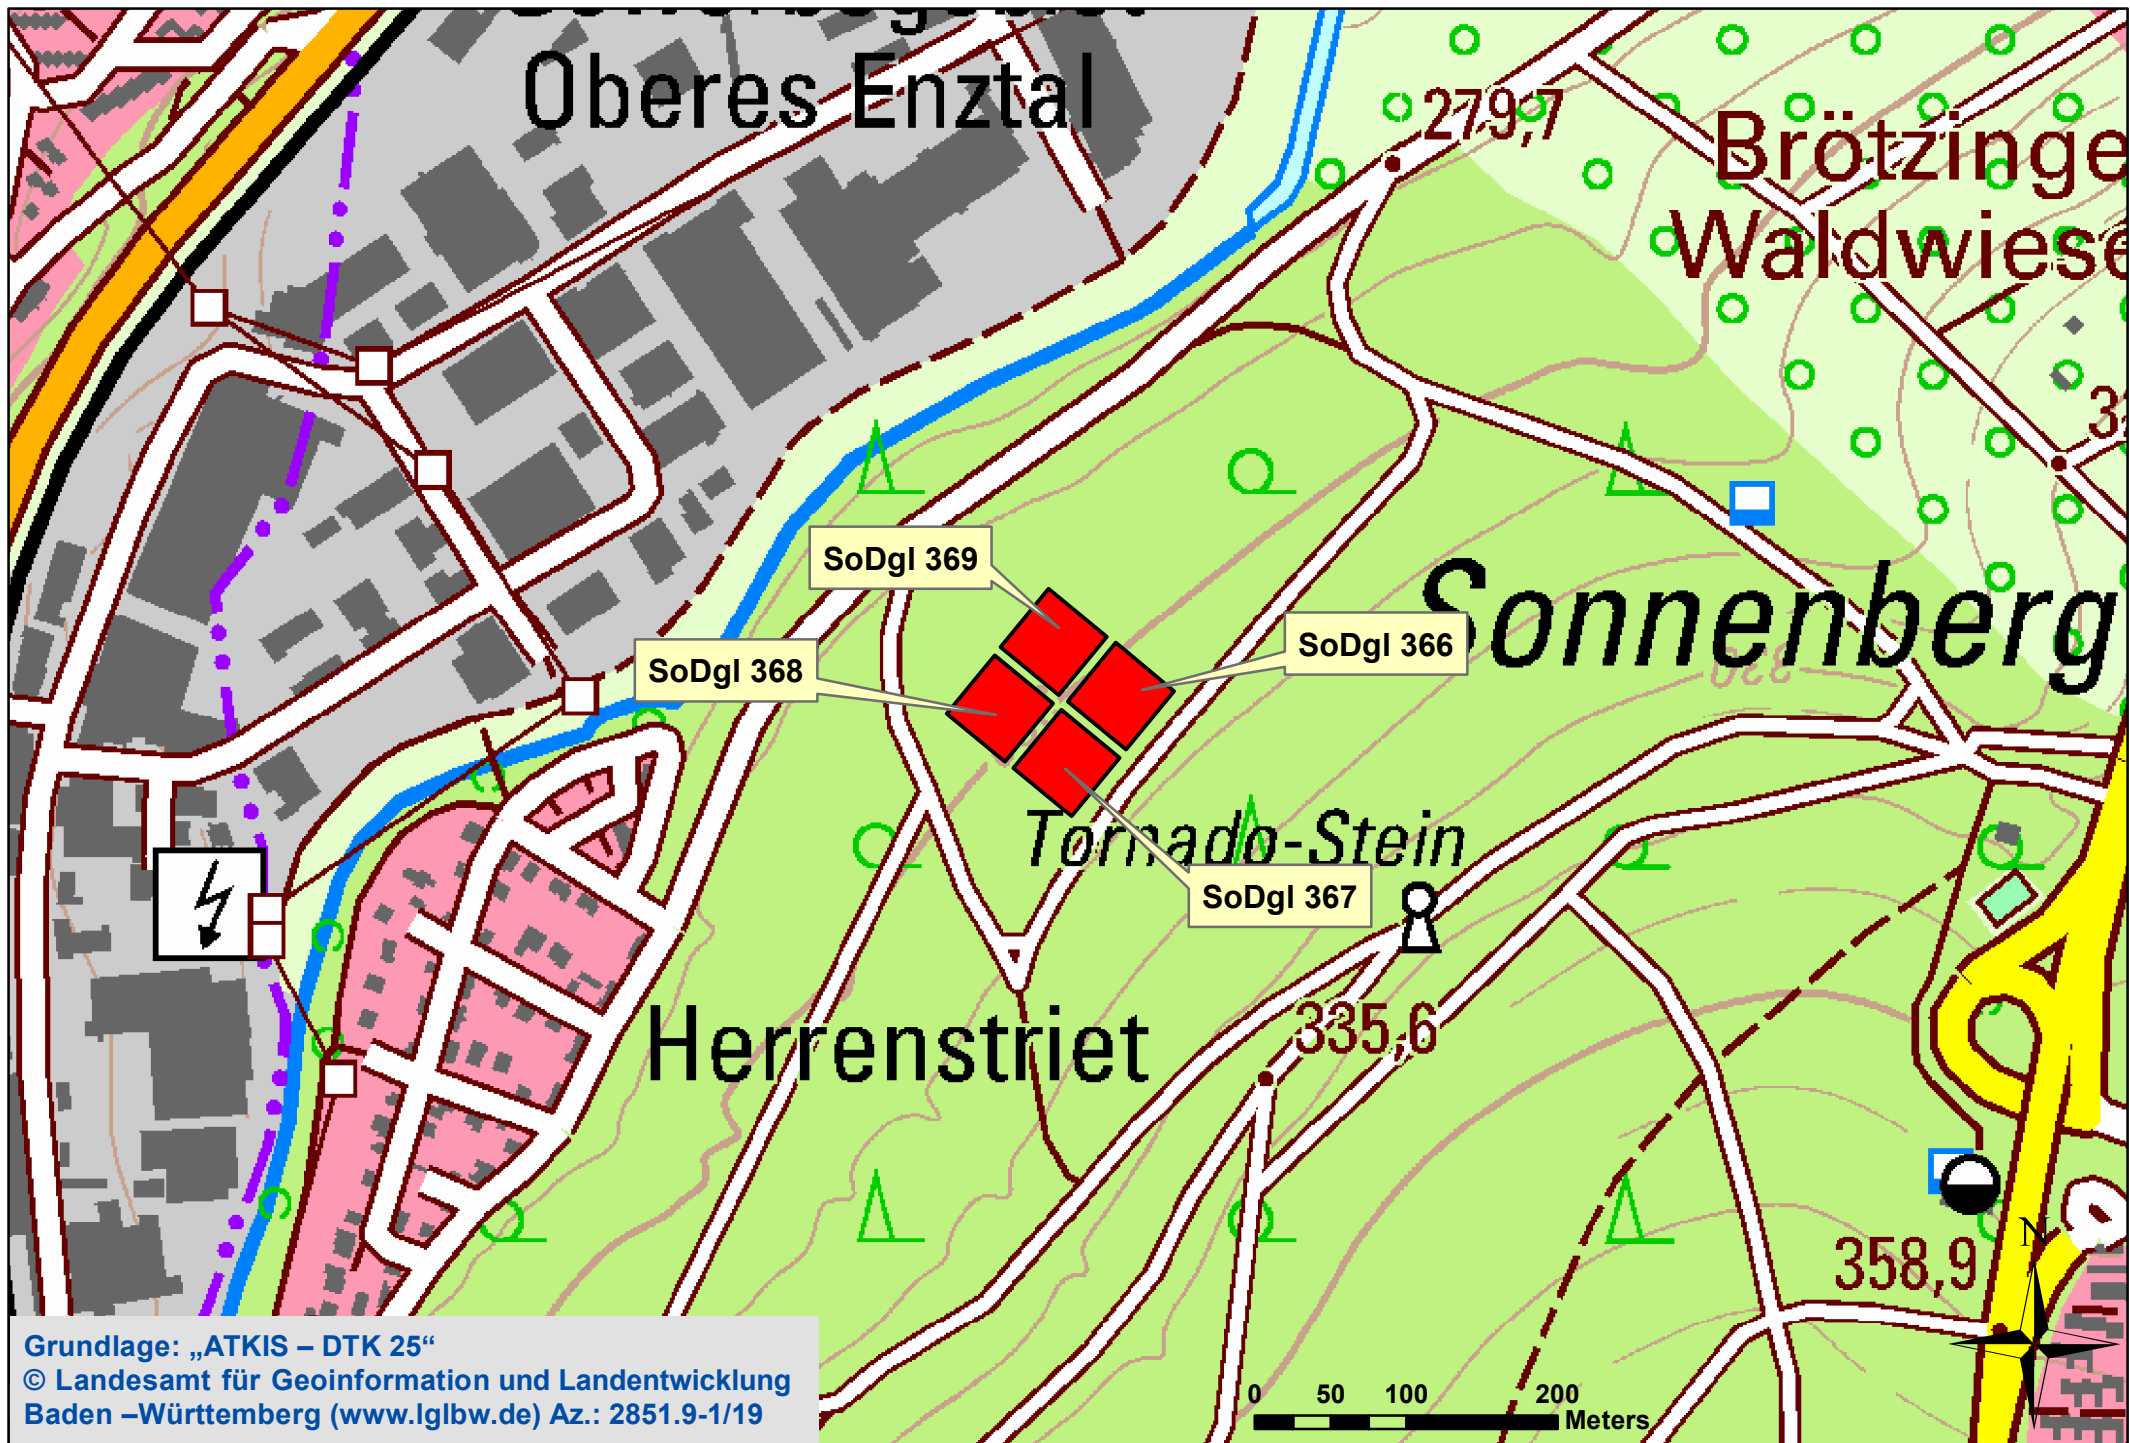 Oberes Enztal
279,7
Brötzinge
Waldwiese
SoDgl 369
SoDgl 366
SoDgl 368
Sonnenberg
330
Tornado-Stein
SoDgl 367
335,6
Herrenstriet
N
358,9
Grundlage: „ATKIS – DTK 25“
© Landesamt für Geoinformation und Landentwicklung
Baden –Württemberg (www.lglbw.de) Az.: 2851.9-1/19
0 50 100 200
Meters